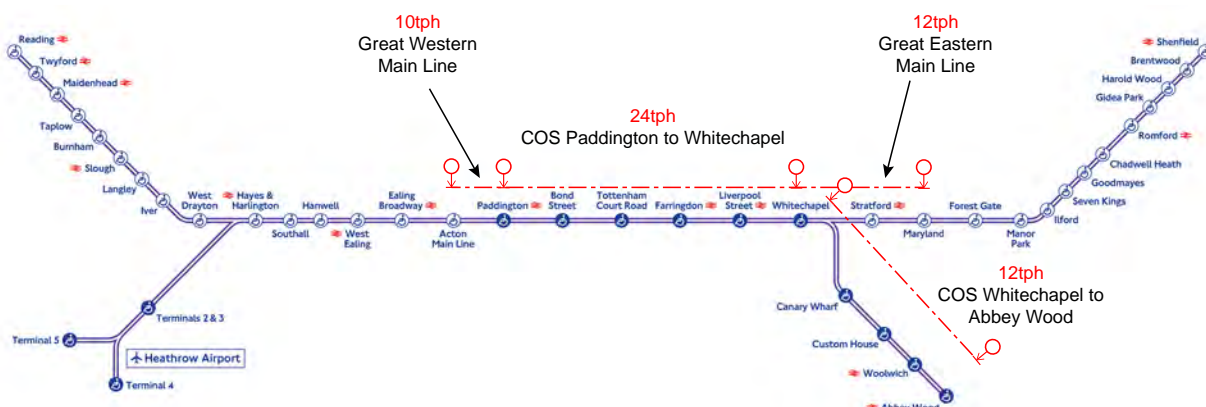 10tph
Great Western
Main Line
12tph
Great Eastern
Main Line
24tph
COS Paddington to Whitechapel
Reading
Twyford
Maidenhead
Taplow
Burnham
Slough
Langley
Iver
West
Drayton
Hayes &
Harlington
Southall
Hanwell
West
Ealing
Ealing
Broadway
Acton
Main Line
Paddington
Bond
Street
Tottenham
Court Road
Farringdon
Liverpool
Street
Whitechapel
Stratford
Maryland
Forest Gate
Manor
Park
Ilford
Seven Kings
Goodmayes
Chadwell Heath
Romford
Gidea Park
Harold Wood
Brentwood
Shenfield
Terminals 2 & 3
Terminal 5
Heathrow Airport
Terminal 4
Canary Wharf
Custom House
Woolwich
Abbey Wood
12tph
COS Whitechapel to
Abbey Wood